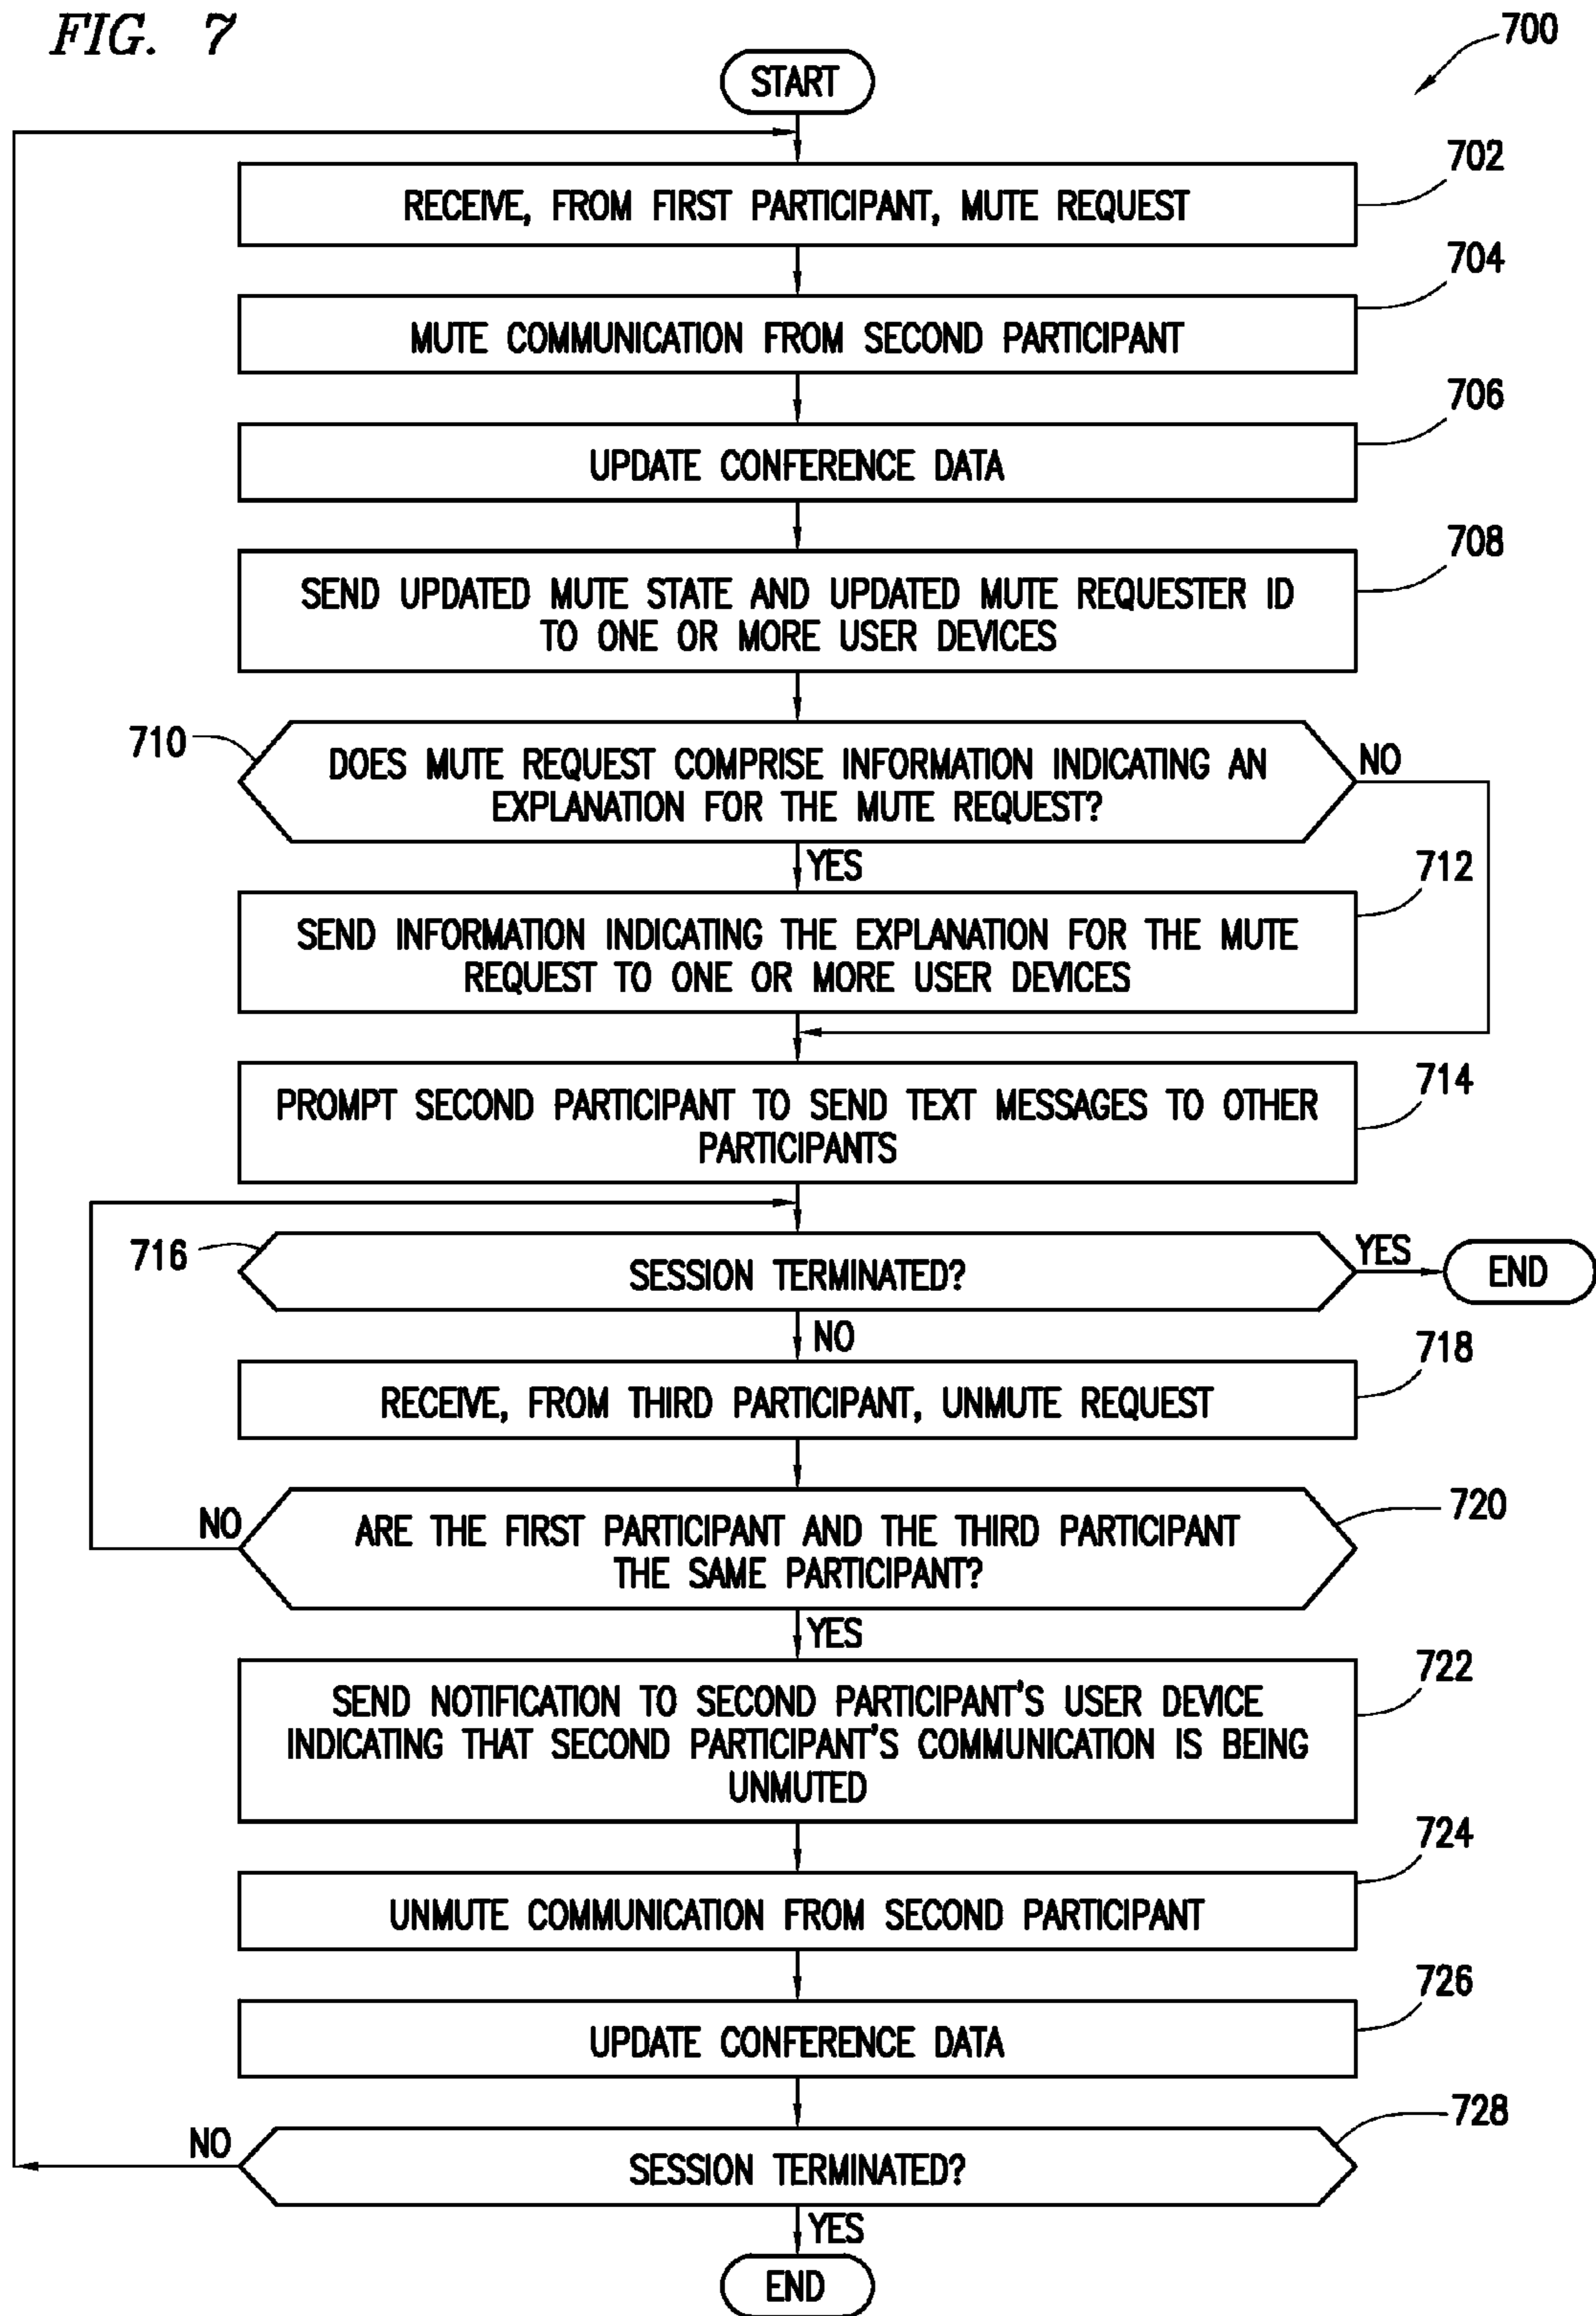 FIG. 7
700
START
702
RECEIVE, FROM FIRST PARTICIPANT, MUTE REQUEST
704
MUTE COMMUNICATION FROM SECOND PARTICIPANT
706
UPDATE CONFERENCE DATA
708
SEND UPDATED MUTE STATE AND UPDATED MUTE REQUESTER ID
TO ONE OR MORE USER DEVICES
710
DOES MUTE REQUEST COMPRISE INFORMATION INDICATING AN
EXPLANATION FOR THE MUTE REQUEST?
NO
YES
712
SEND INFORMATION INDICATING THE EXPLANATION FOR THE MUTE
REQUEST TO ONE OR MORE USER DEVICES
714
PROMPT SECOND PARTICIPANT TO SEND TEXT MESSAGES TO OTHER
PARTICIPANTS
716
SESSION TERMINATED?
YES
END
NO
718
RECEIVE, FROM THIRD PARTICIPANT, UNMUTE REQUEST
720
NO
ARE THE FIRST PARTICIPANT AND THE THIRD PARTICIPANT
THE SAME PARTICIPANT?
YES
722
SEND NOTIFICATION TO SECOND PARTICIPANT'S USER DEVICE
INDICATING THAT SECOND PARTICIPANT'S COMMUNICATION IS BEING
UNMUTED
724
UNMUTE COMMUNICATION FROM SECOND PARTICIPANT
726
UPDATE CONFERENCE DATA
728
NO
SESSION TERMINATED?
YES
END